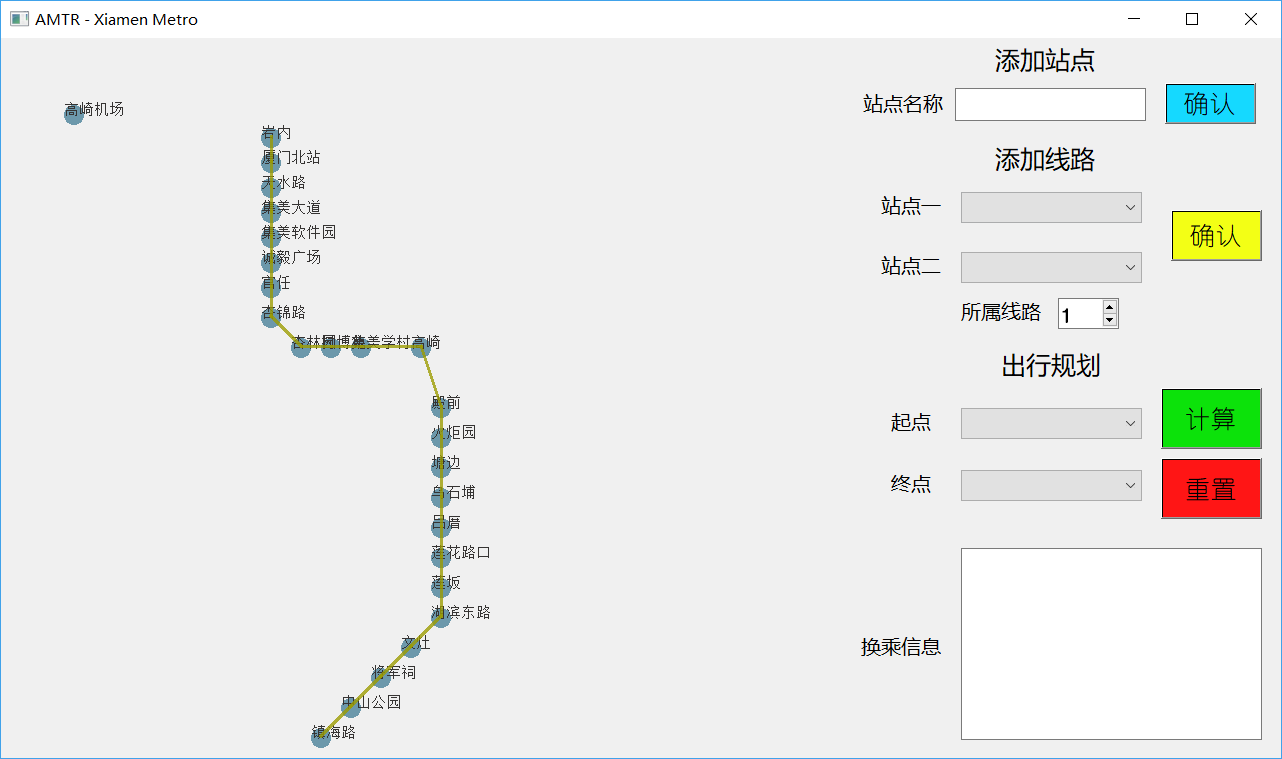 AMTR - Xiamen Metro
高崎机场
岩内
厦门北站
天水路
集美大道
集美软件园
诚毅广场
官任
杏锦路
杏林村
园博苑
集美学村
高崎
殿前
火炬园
塘边
乌石埔
吕厝
莲花路口
莲坂
湖滨东路
文灶
将军祠
中山公园
镇海路
添加站点
站点名称
确认
添加线路
站点一
站点二
确认
所属线路
1
出行规划
起点
计算
终点
重置
换乘信息